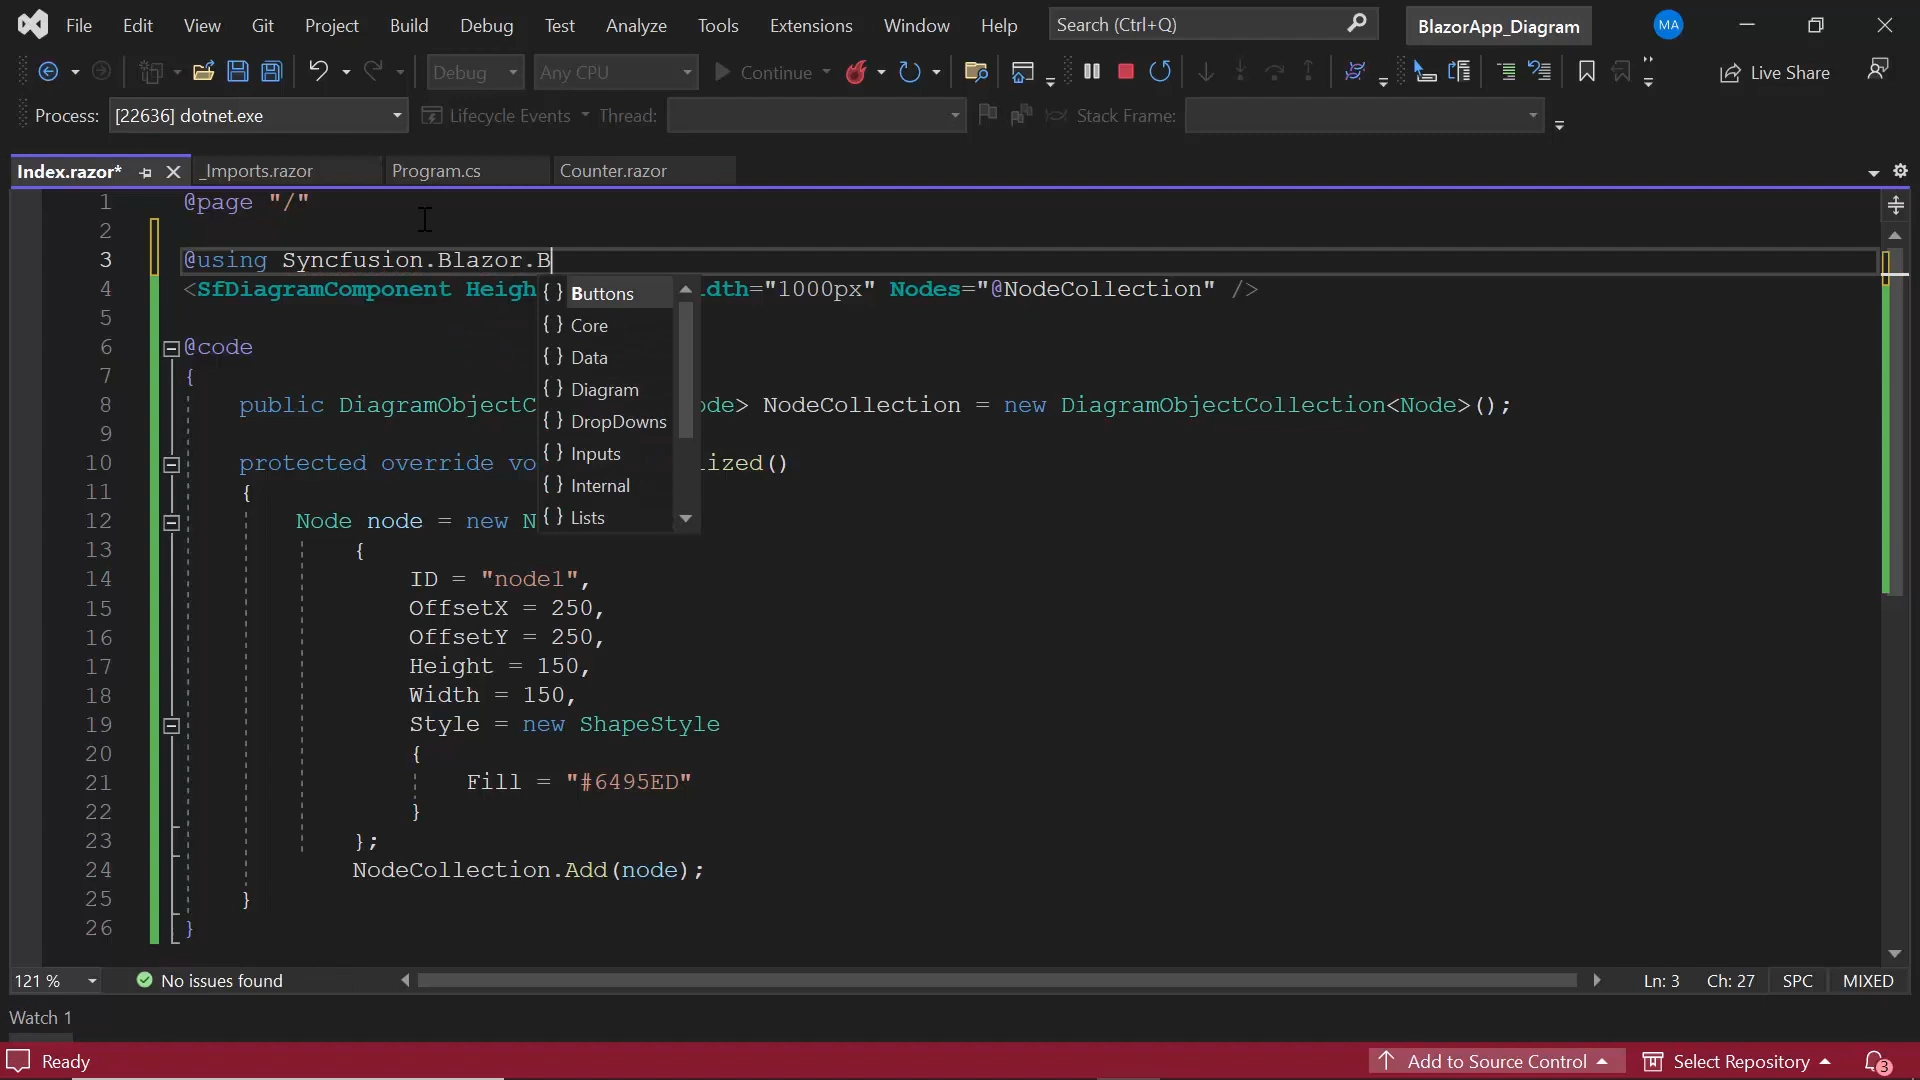 File Edit View Git Project Build Debug Test Analyze Tools Extensions Window Help Search (Ctrl+Q) BlazorApp_Diagram MA
Debug Any CPU Continue Live Share
Process: [22636] dotnet.exe Lifecycle Events Thread: Stack Frame:
Index.razor* _Imports.razor Program.cs Counter.razor
1 @page "/"
2
3 @using Syncfusion.Blazor.B
4 <SfDiagramComponent Heigh dth="1000px" Nodes="@NodeCollection" />
{ } Buttons
{ } Core
{ } Data
{ } Diagram
{ } DropDowns
{ } Inputs
{ } Internal
{ } Lists
5
6 @code
7 {
8 public DiagramObjectC ode> NodeCollection = new DiagramObjectCollection<Node>();
9
10 protected override vo lized()
11 {
12 Node node = new N
13 {
14 ID = "node1",
15 OffsetX = 250,
16 OffsetY = 250,
17 Height = 150,
18 Width = 150,
19 Style = new ShapeStyle
20 {
21 Fill = "#6495ED"
22 }
23 };
24 NodeCollection.Add(node);
25 }
26 }
121 % No issues found Ln: 3 Ch: 27 SPC MIXED
Watch 1
Ready Add to Source Control Select Repository 3